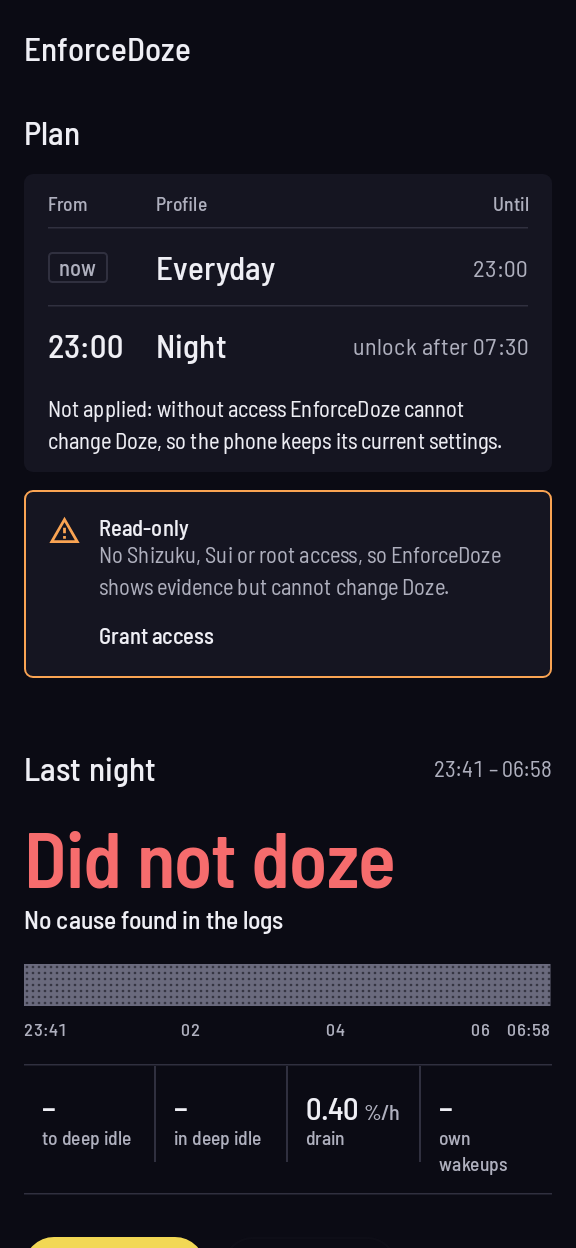 EnforceDoze
Plan
From Profile Until
now Everyday 23:00
23:00 Night unlock after 07:30
Not applied: without access EnforceDoze cannot
change Doze, so the phone keeps its current settings.
Read-only
No Shizuku, Sui or root access, so EnforceDoze
shows evidence but cannot change Doze.
Grant access
Last night 23:41 – 06:58
Did not doze
No cause found in the logs
23:41 02 04 06 06:58
– – 0.40 %/h –
to deep idle in deep idle drain own
wakeups